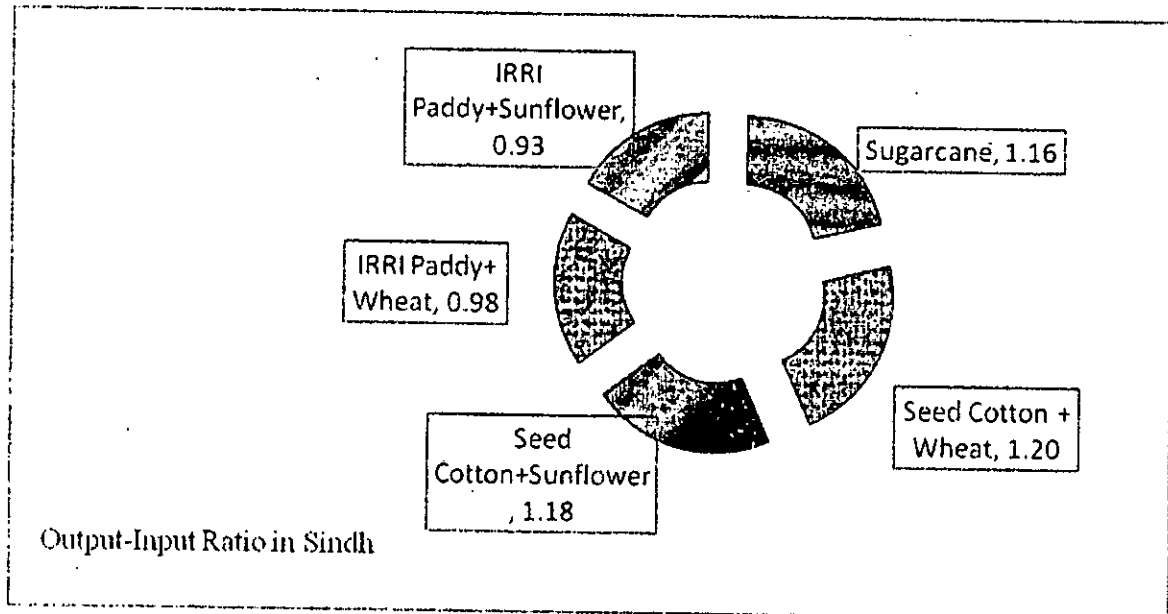 IRRI
Paddy+Sunflower,
0.93
Sugarcane, 1.16
IRRI Paddy+
Wheat, 0.98
Seed Cotton +
Wheat, 1.20
Seed
Cotton+Sunflower
, 1.18
Output-Input Ratio in Sindh